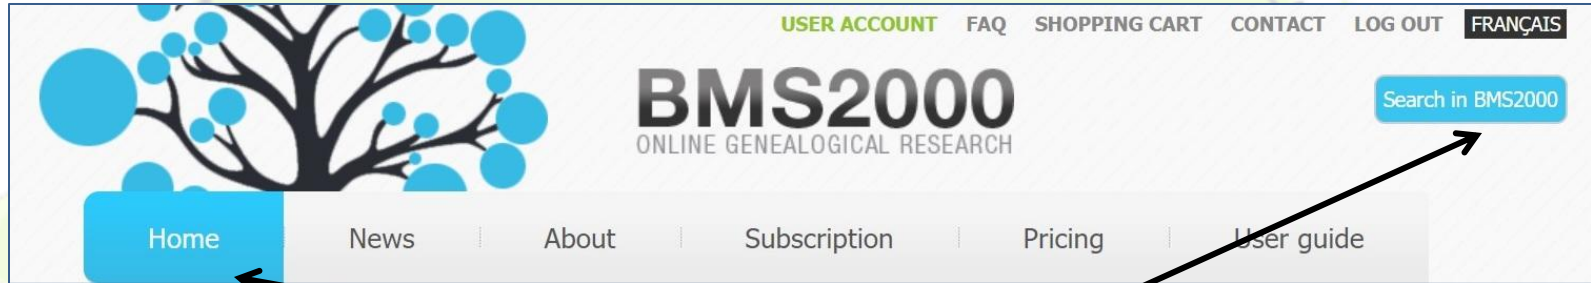 USER ACCOUNT FAQ SHOPPING CART CONTACT LOG OUT FRANÇAIS
BMS2000
ONLINE GENEALOGICAL RESEARCH
Search in BMS2000
Home News About Subscription Pricing User guide